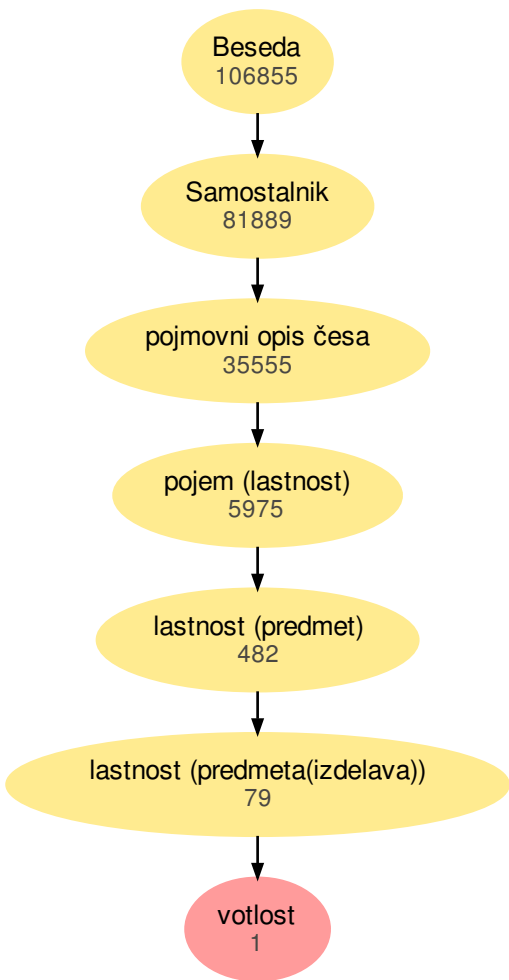 Beseda
106855
Samostalnik
81889
pojmovni opis česa
35555
pojem (lastnost)
5975
lastnost (predmet)
482
lastnost (predmeta(izdelava))
79
votlost
1